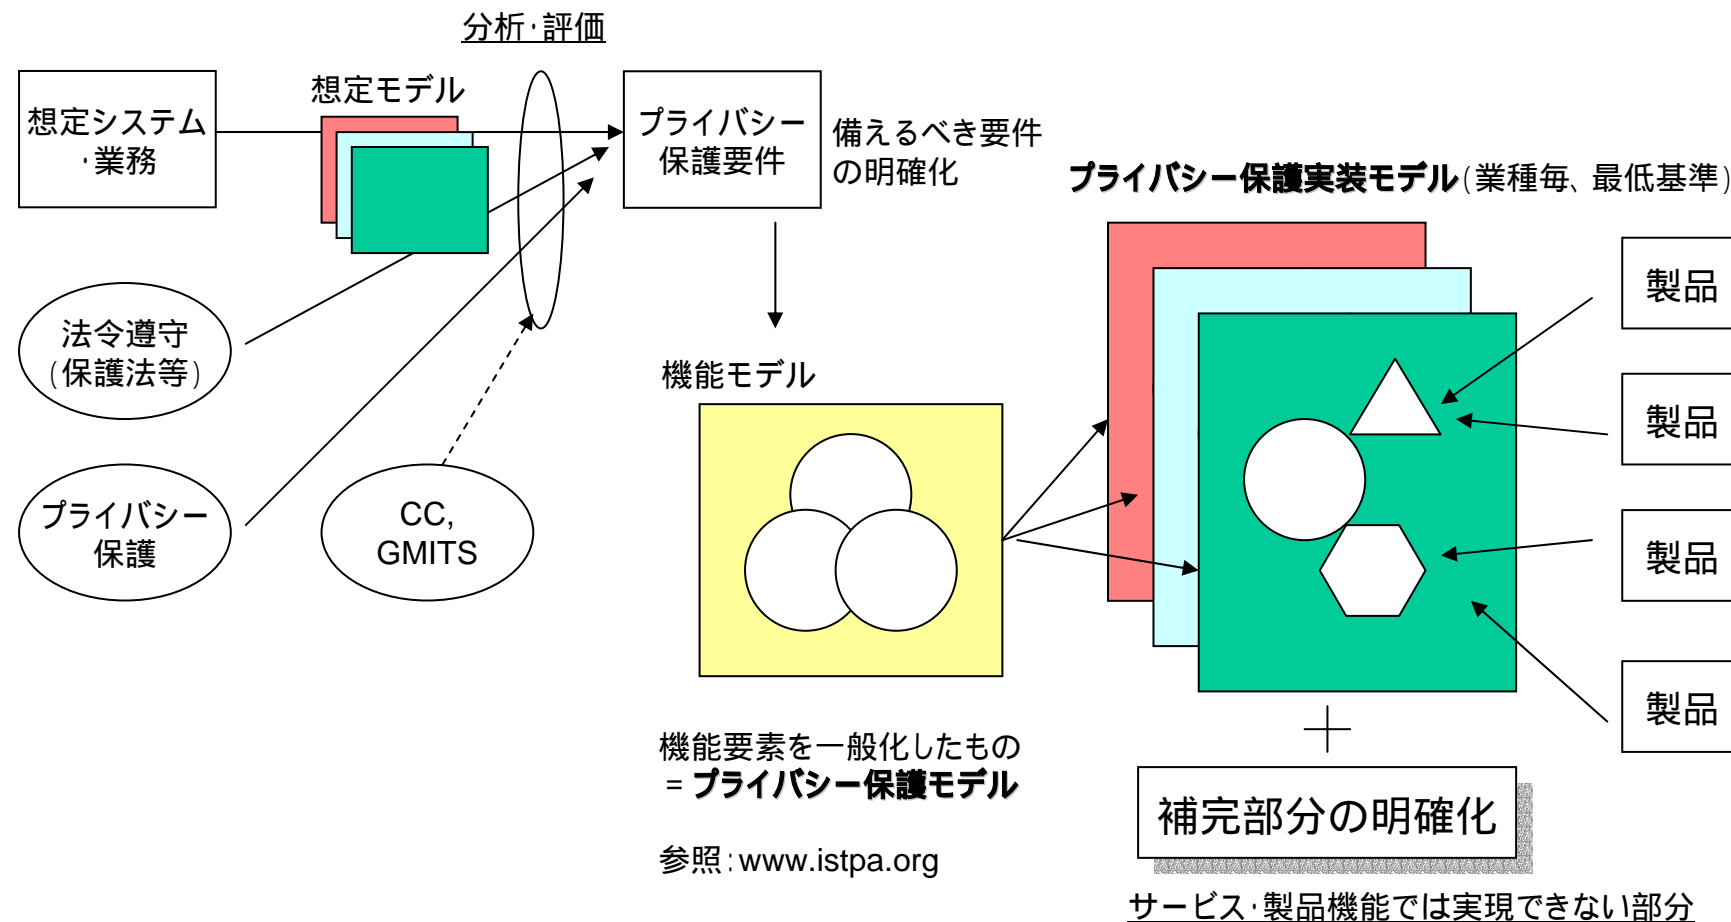 分析・評価
想定システム
・業務
想定モデル
プライバシー
保護要件
備えるべき要件
の明確化
プライバシー保護実装モデル(業種毎、最低基準)
法令遵守
(保護法等)
プライバシー
保護
CC,
GMITS
機能モデル
製品
製品
製品
製品
機能要素を一般化したもの
= プライバシー保護モデル
参照:www.istpa.org
+
補完部分の明確化
サービス・製品機能では実現できない部分